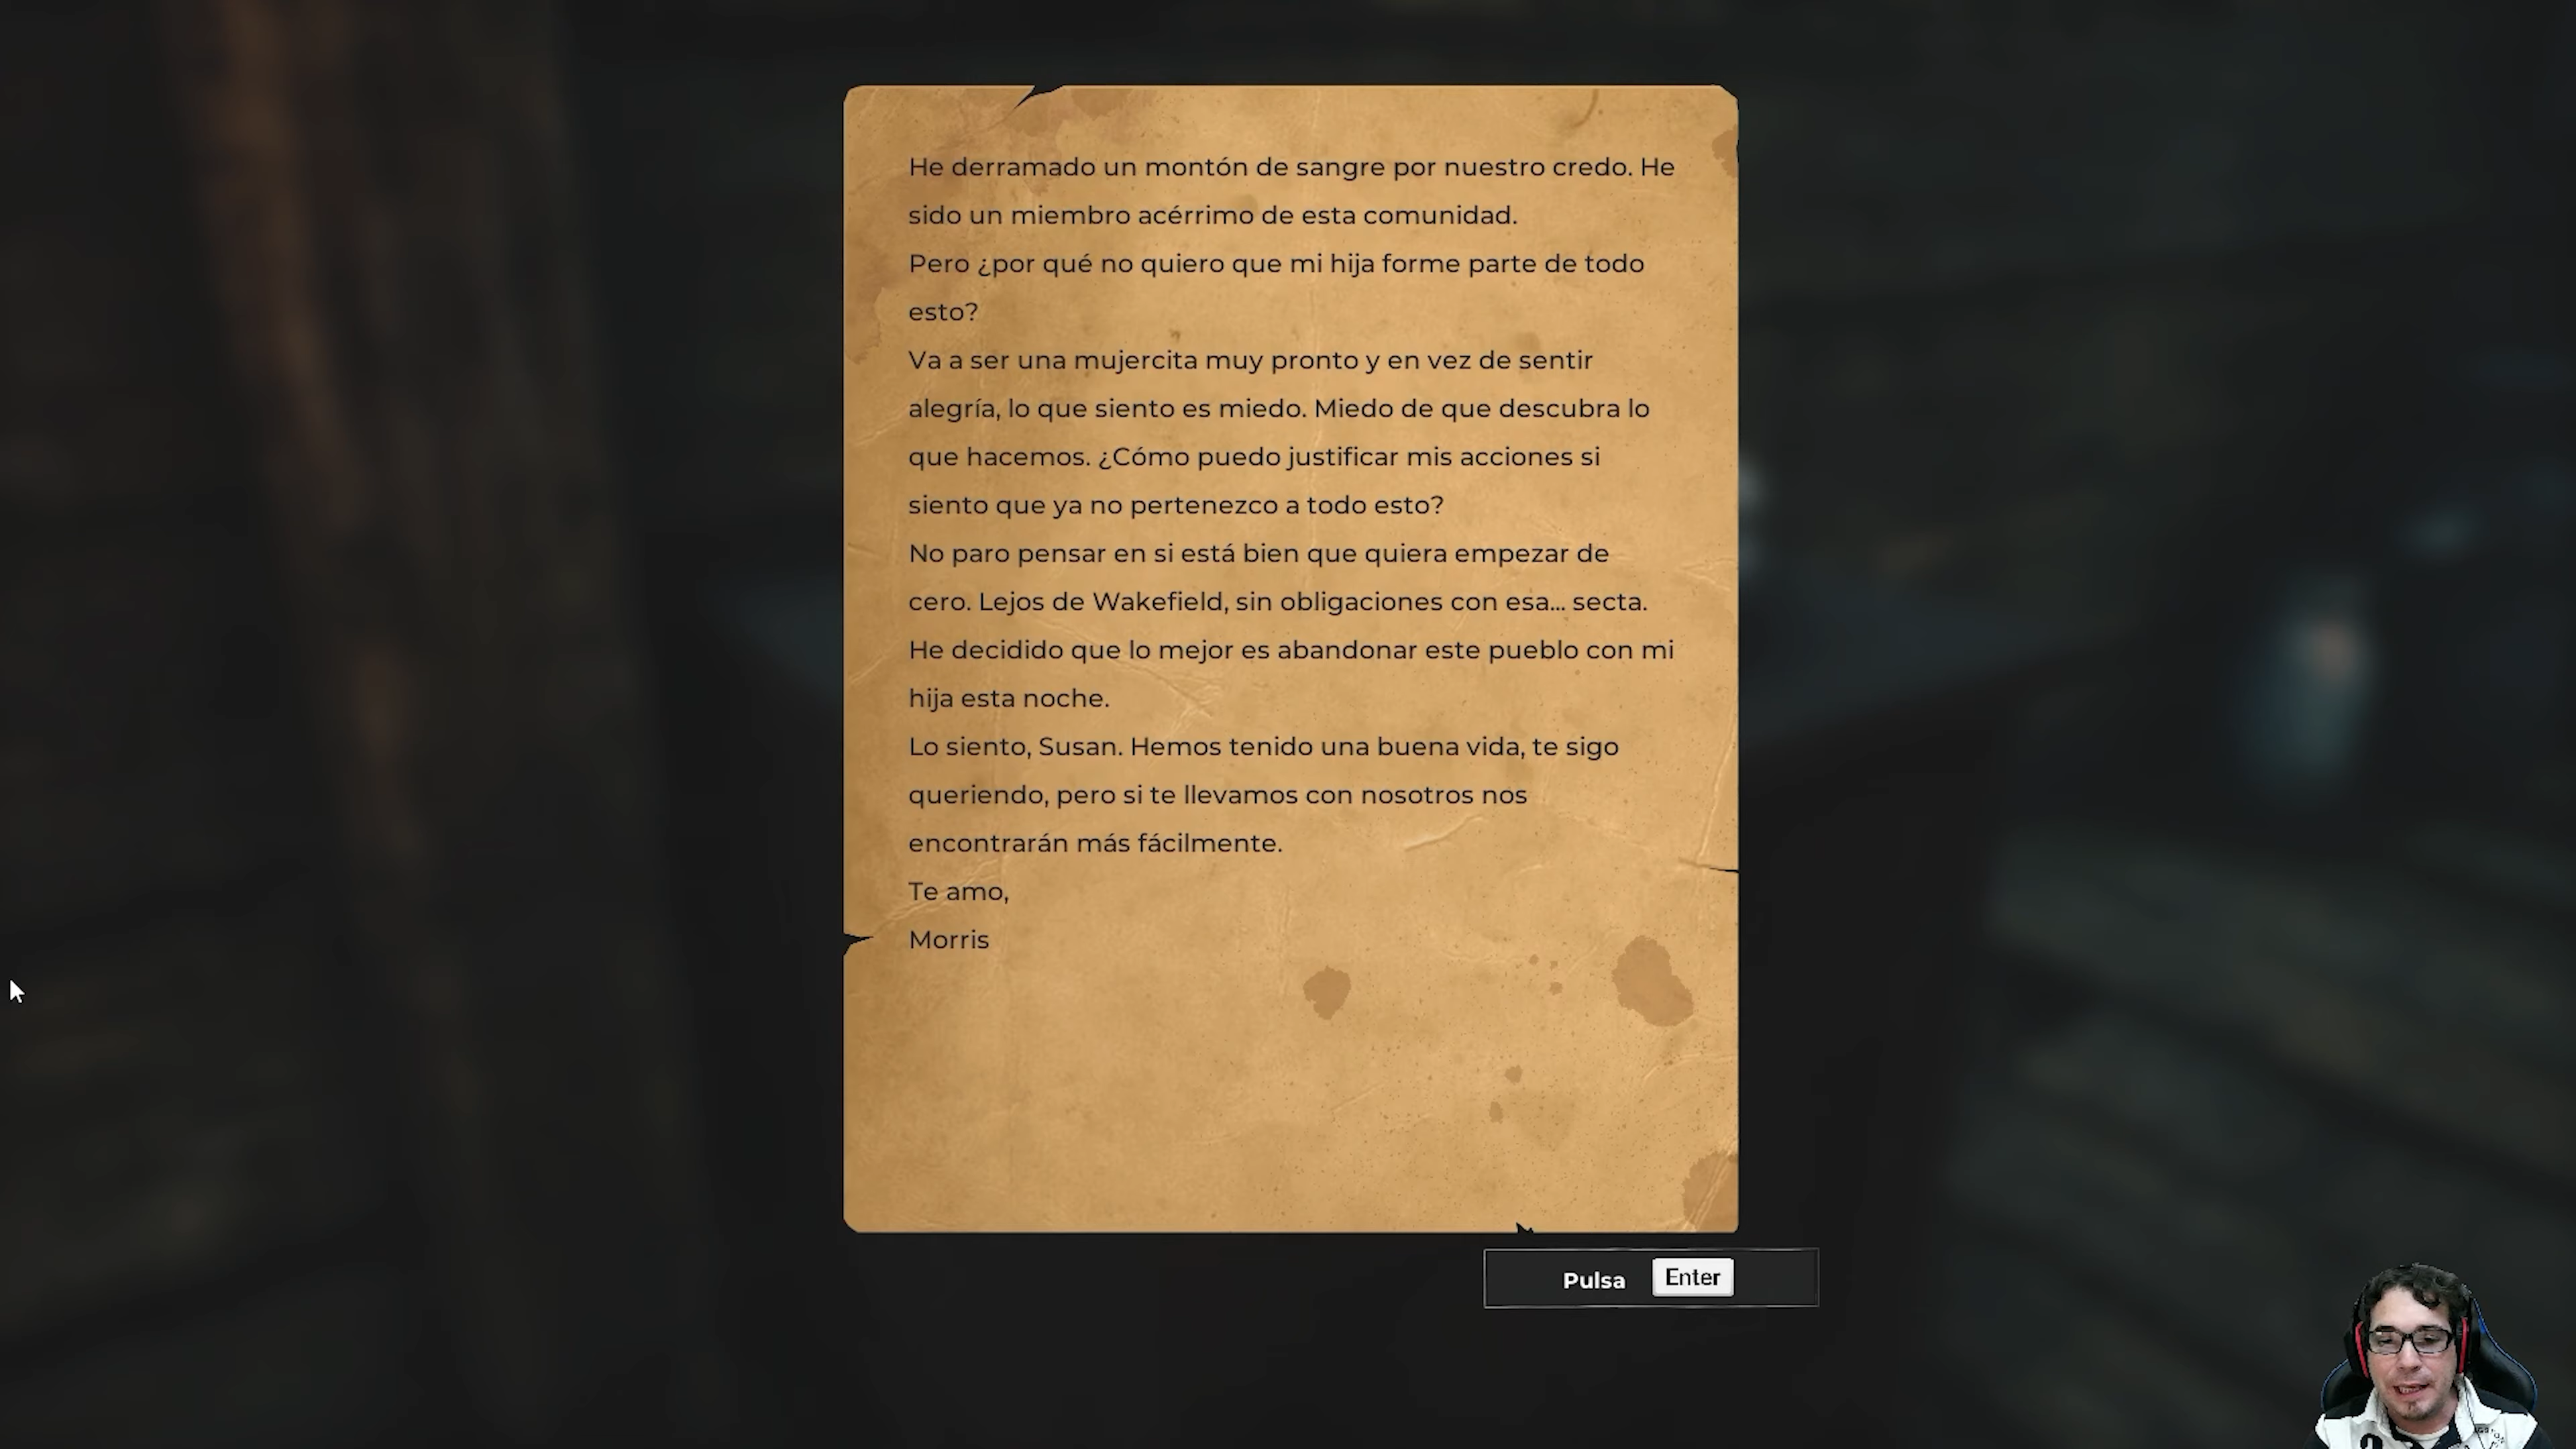 He derramado un montón de sangre por nuestro credo. He
sido un miembro acérrimo de esta comunidad.
Pero ¿por qué no quiero que mi hija forme parte de todo
esto?
Va a ser una mujercita muy pronto y en vez de sentir
alegría, lo que siento es miedo. Miedo de que descubra lo
que hacemos. ¿Cómo puedo justificar mis acciones si
siento que ya no pertenezco a todo esto?
No paro pensar en si está bien que quiera empezar de
cero. Lejos de Wakefield, sin obligaciones con esa... secta.
He decidido que lo mejor es abandonar este pueblo con mi
hija esta noche.
Lo siento, Susan. Hemos tenido una buena vida, te sigo
queriendo, pero si te llevamos con nosotros nos
encontrarán más fácilmente.
Te amo,
Morris
Pulsa Enter